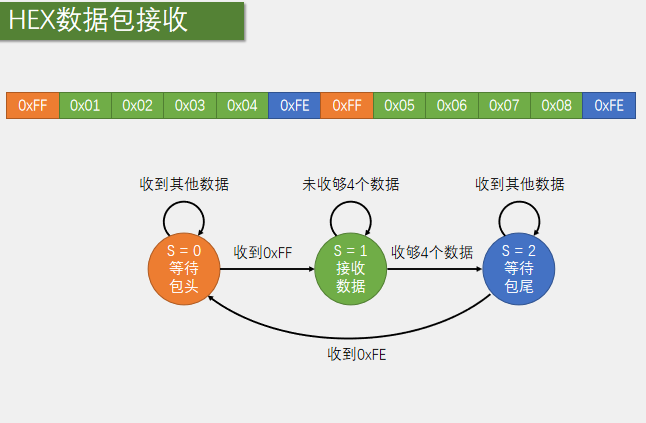 HEX数据包接收
0xFF 0x01 0x02 0x03 0x04 0xFE 0xFF 0x05 0x06 0x07 0x08 0xFE
收到其他数据
未收够4个数据
收到其他数据
S = 0
等待
包头
收到0xFF
S = 1
接收
数据
收够4个数据
S = 2
等待
包尾
收到0xFE